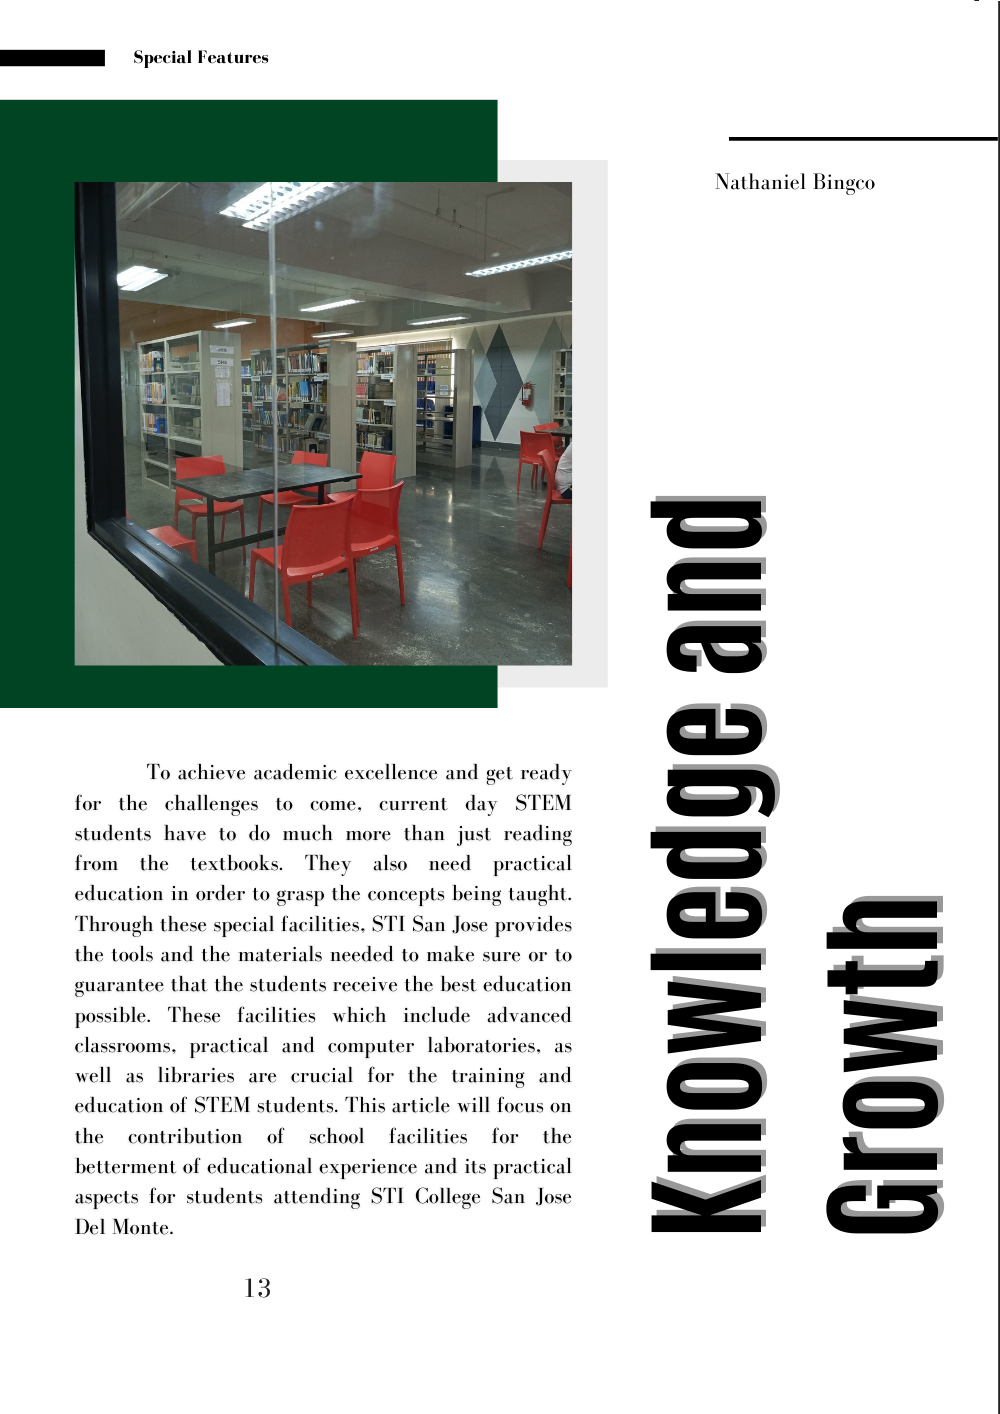 Special Features
Nathaniel Bingco
Knowledge and
Growth
To achieve academic excellence and get ready
for the challenges to come, current day STEM
students have to do much more than just reading
from the textbooks. They also need practical
education in order to grasp the concepts being taught.
Through these special facilities, STI San Jose provides
the tools and the materials needed to make sure or to
guarantee that the students receive the best education
possible. These facilities which include advanced
classrooms, practical and computer laboratories, as
well as libraries are crucial for the training and
education of STEM students. This article will focus on
the contribution of school facilities for the
betterment of educational experience and its practical
aspects for students attending STI College San Jose
Del Monte.
13